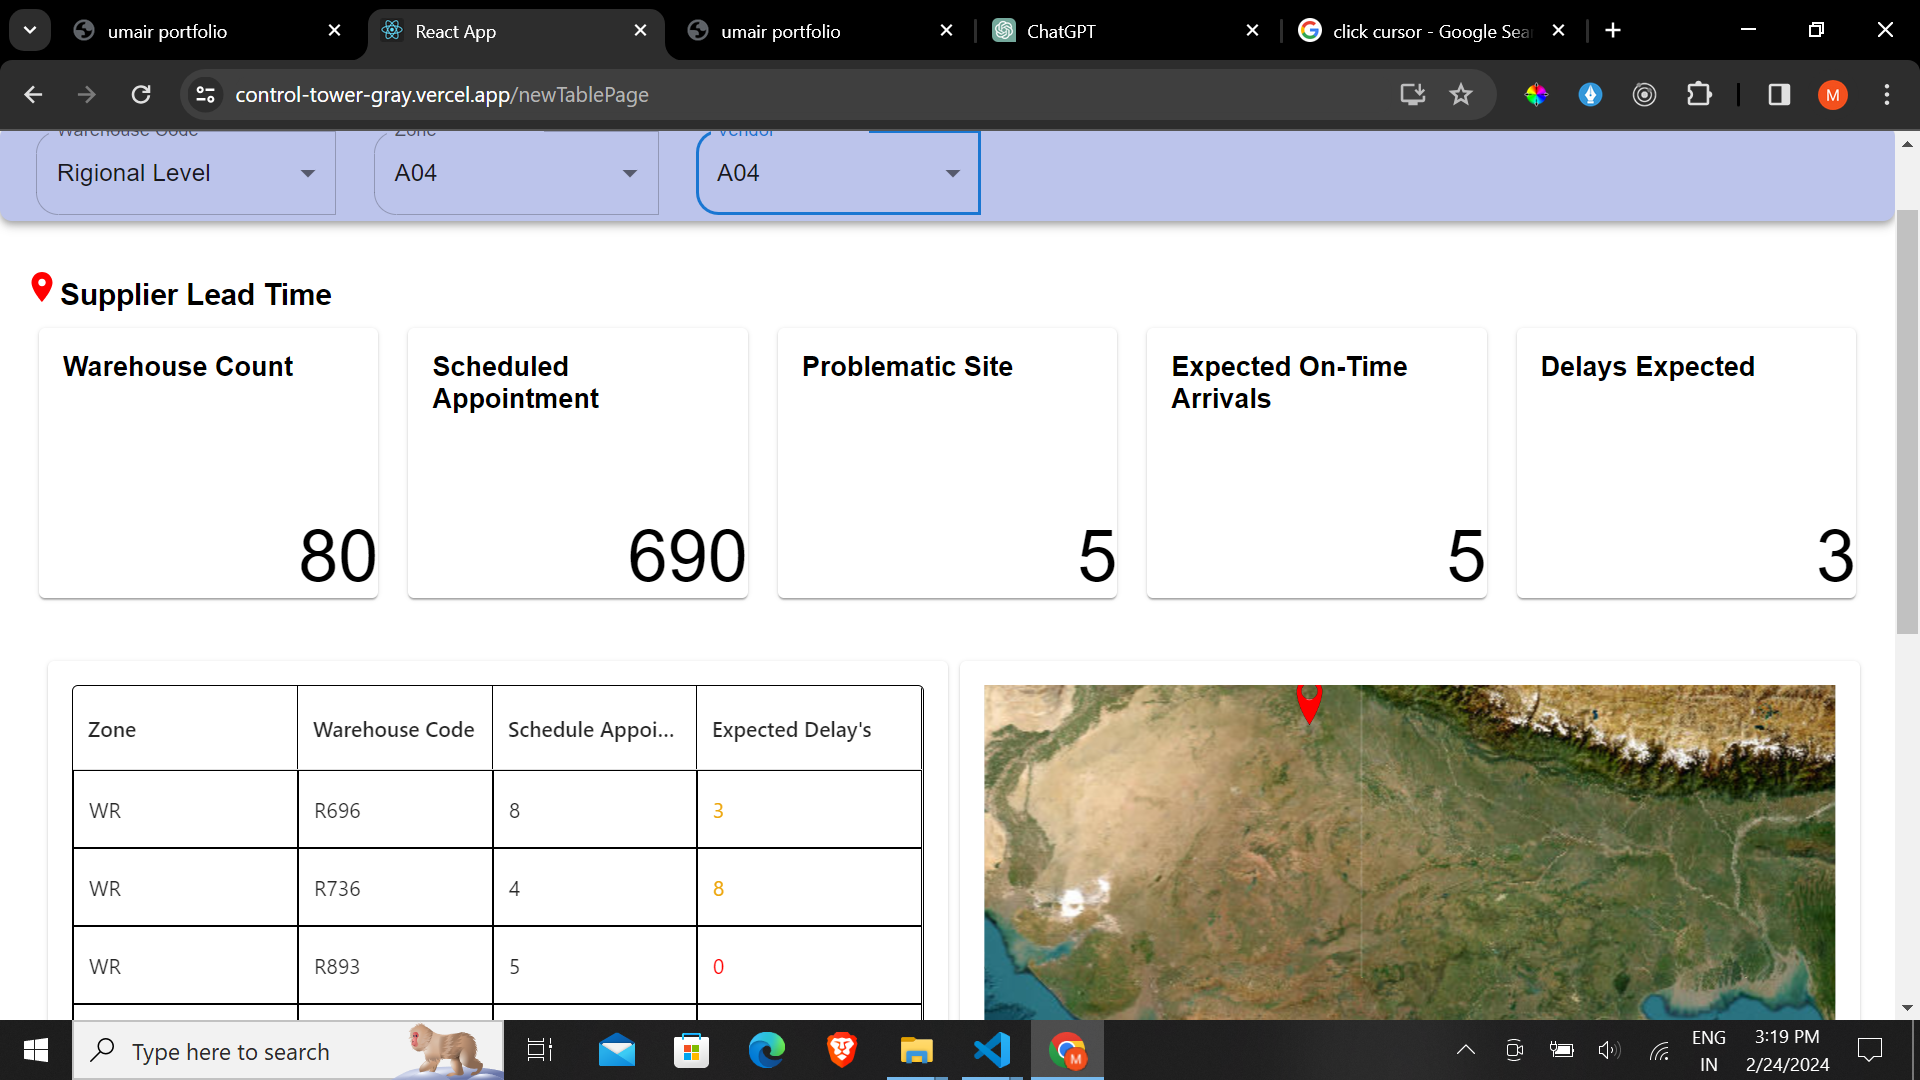 umair portfolio
React App
umair portfolio
ChatGPT
click cursor - Google Sear
control-tower-gray.vercel.app/newTablePage
M
Warehouse Code
Zone
Vendor
Rigional Level
A04
A04
Supplier Lead Time
Warehouse Count
80
Scheduled
Appointment
690
Problematic Site
5
Expected On-Time
Arrivals
5
Delays Expected
3
Zone
Warehouse Code
Schedule Appoi...
Expected Delay's
WR
R696
8
3
WR
R736
4
8
WR
R893
5
0
Type here to search
M
ENG
IN
3:19 PM
2/24/2024